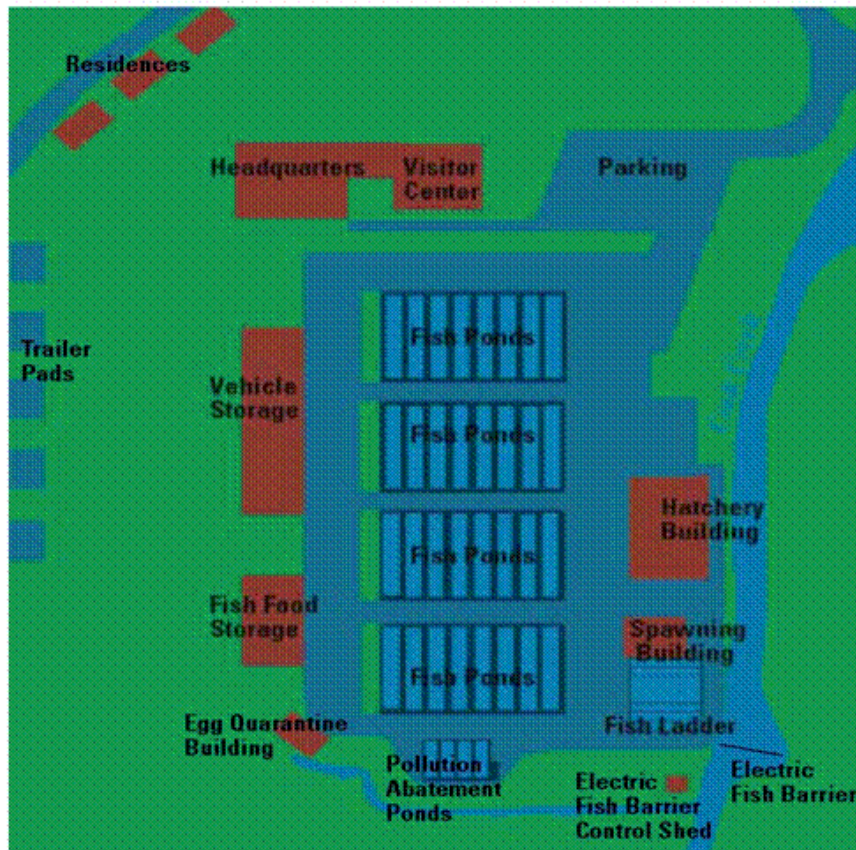 Residences
Headquarters
Visitor
Center
Parking
Trailer
Pads
Fish Ponds
Vehicle
Storage
Fish Ponds
Hatchery
Building
Fish Ponds
Fish Food
Storage
Spawning
Building
Fish Ponds
Egg Quarantine
Building
Fish Ladder
Pollution
Abatement
Ponds
Electric
Fish Barrier
Control Shed
Electric
Fish Barrier